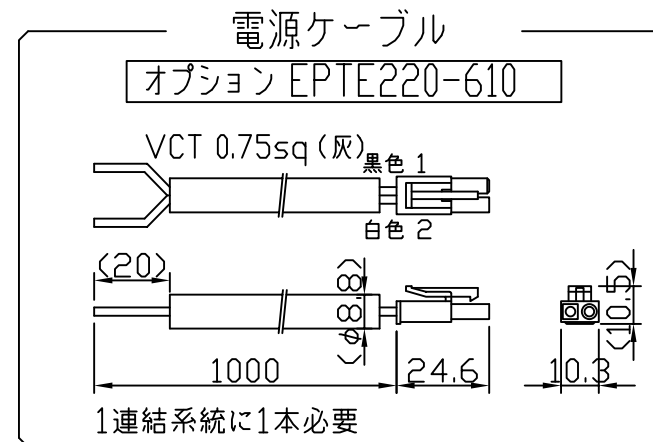 電源ケーブル
オプション EPTE220-610
VCT 0.75sq (灰)
黒色 1
白色 2
(20)
(φ8.8)
(10.5)
1000
24.6
10.3
1連結系統に1本必要